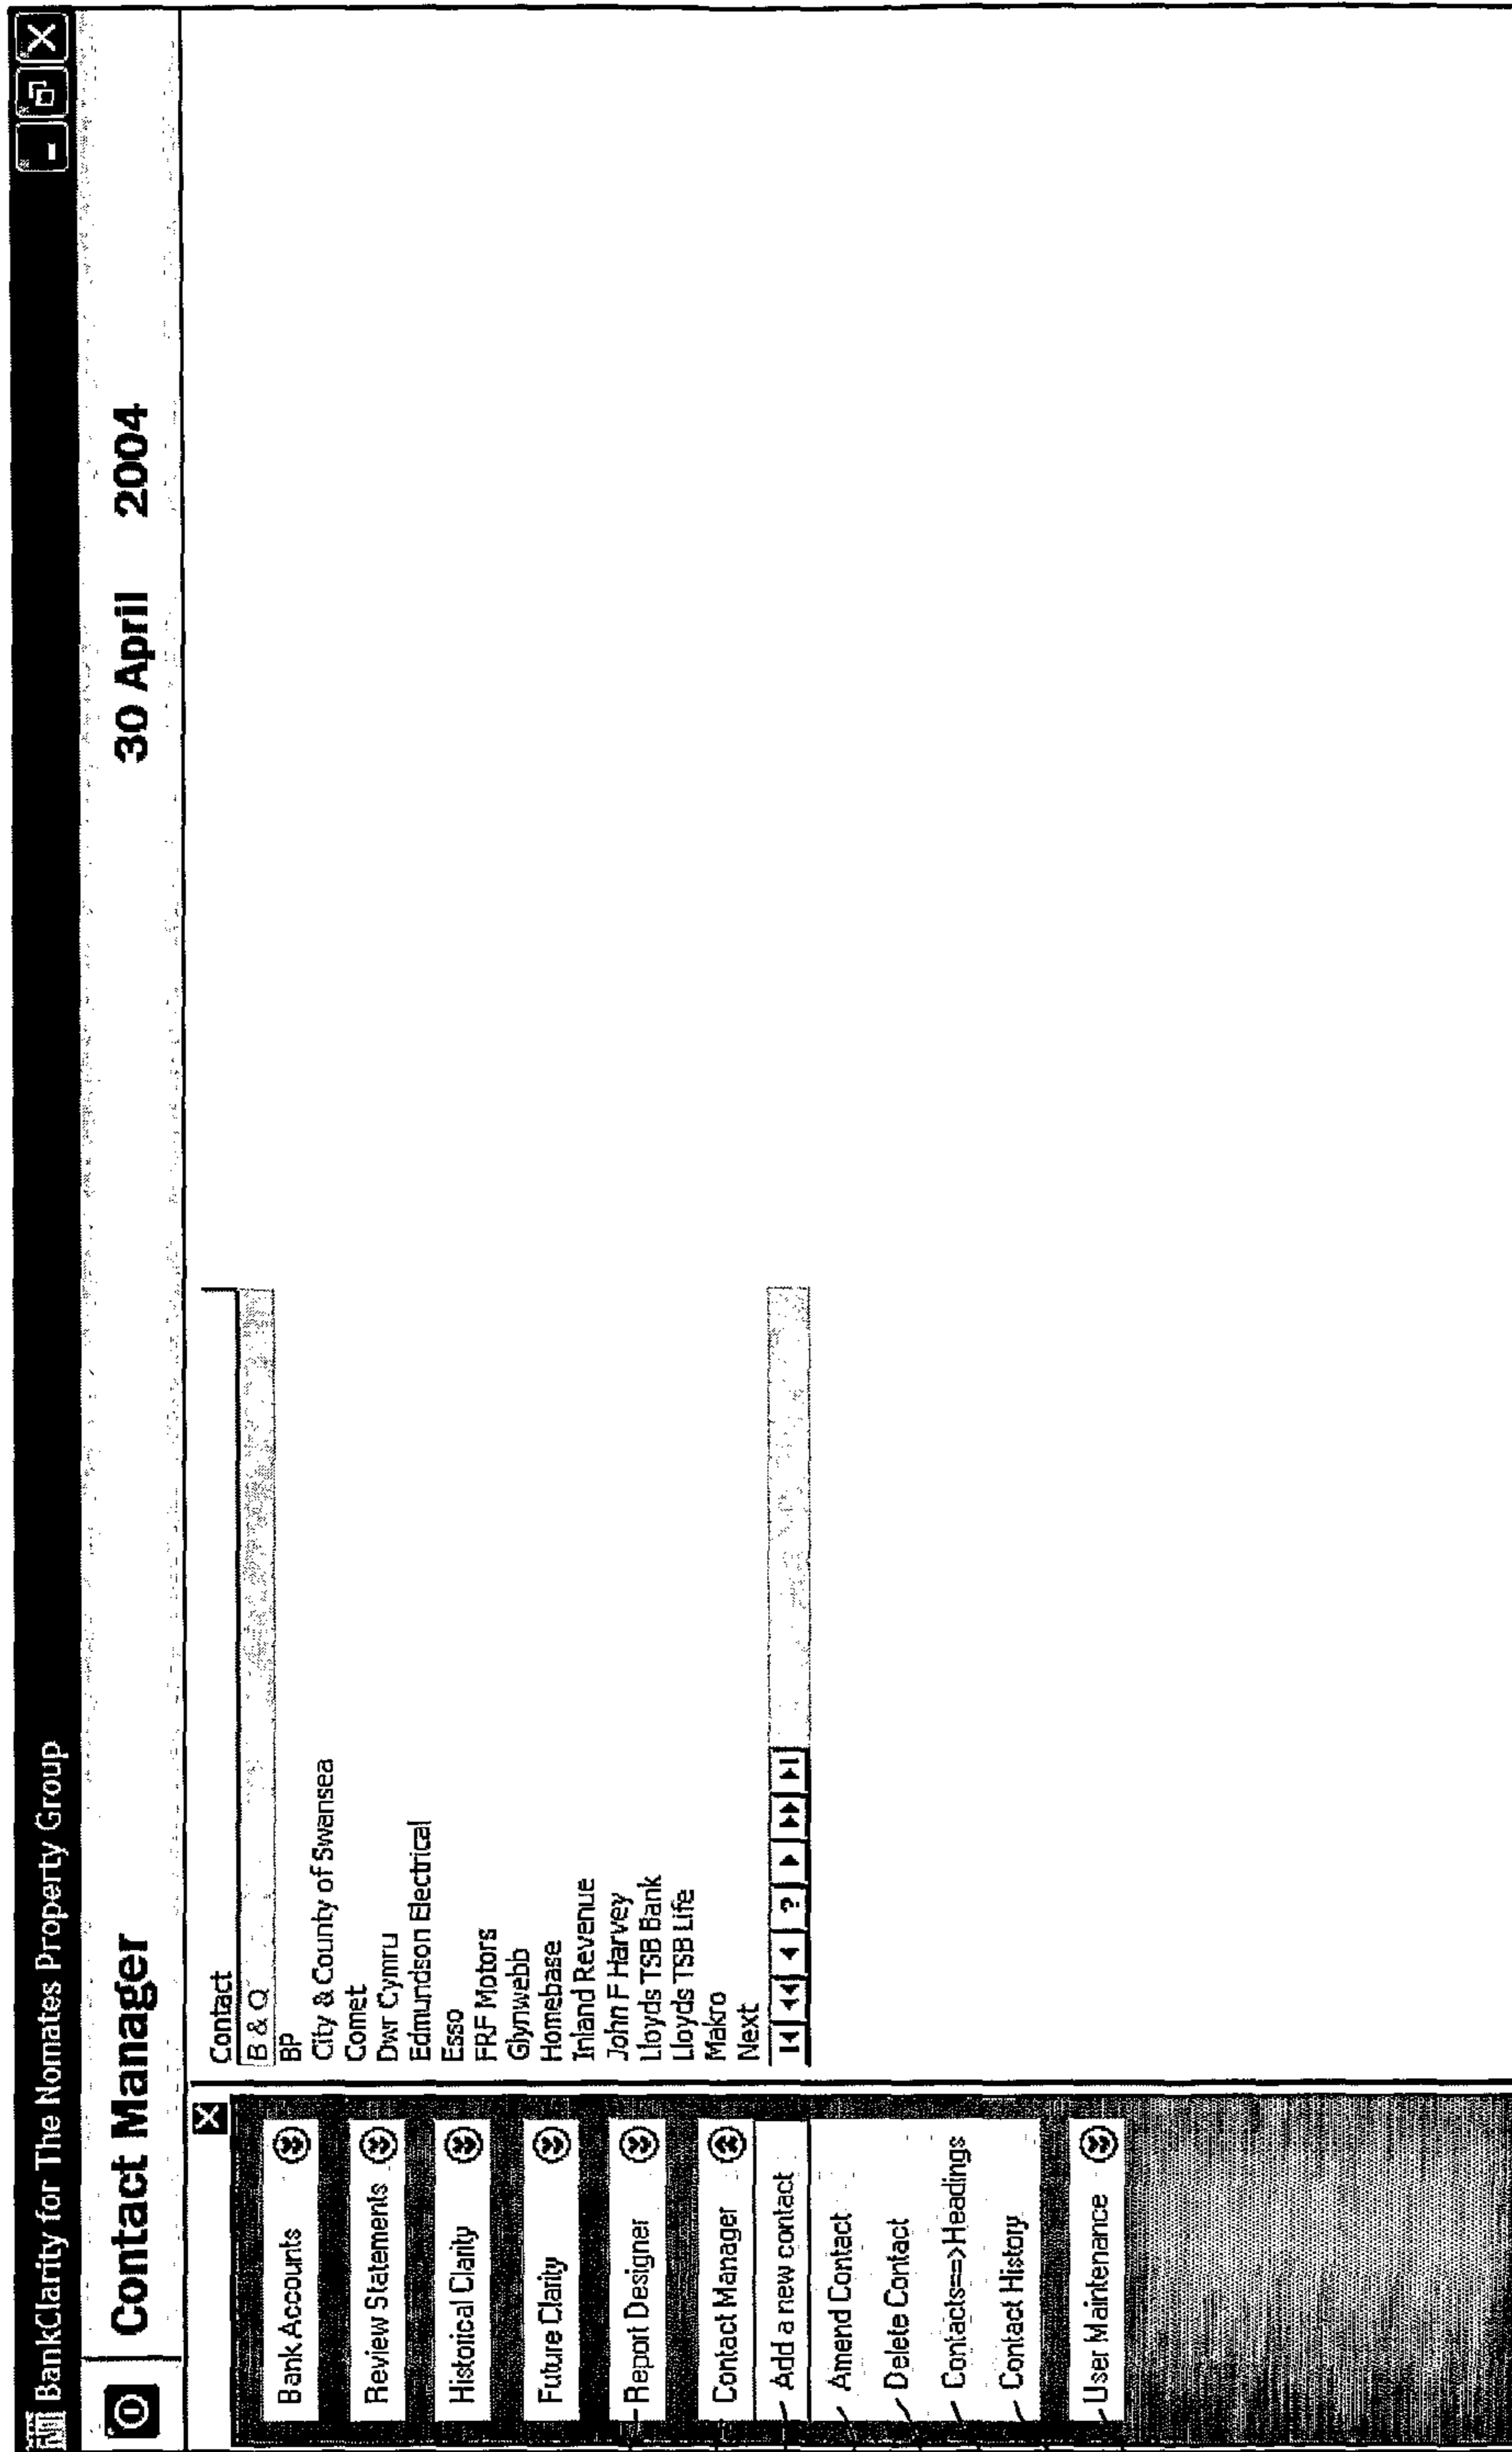 BankClarity for The Nomates Property Group
Contact Manager 30 April 2004
Bank Accounts
Review Statements
Historical Clarity
Future Clarity
Report Designer
Contact Manager
Add a new contact
Amend Contact
Delete Contact
Contacts==>Headings
Contact History
User Maintenance
Contact
B & Q
BP
City & County of Swansea
Comet
Dwr Cymru
Edmundson Electrical
Esso
FRF Motors
Glynwebb
Homebase
Inland Revenue
John F Harvey
Lloyds TSB Bank
Lloyds TSB Life
Makro
Next
?